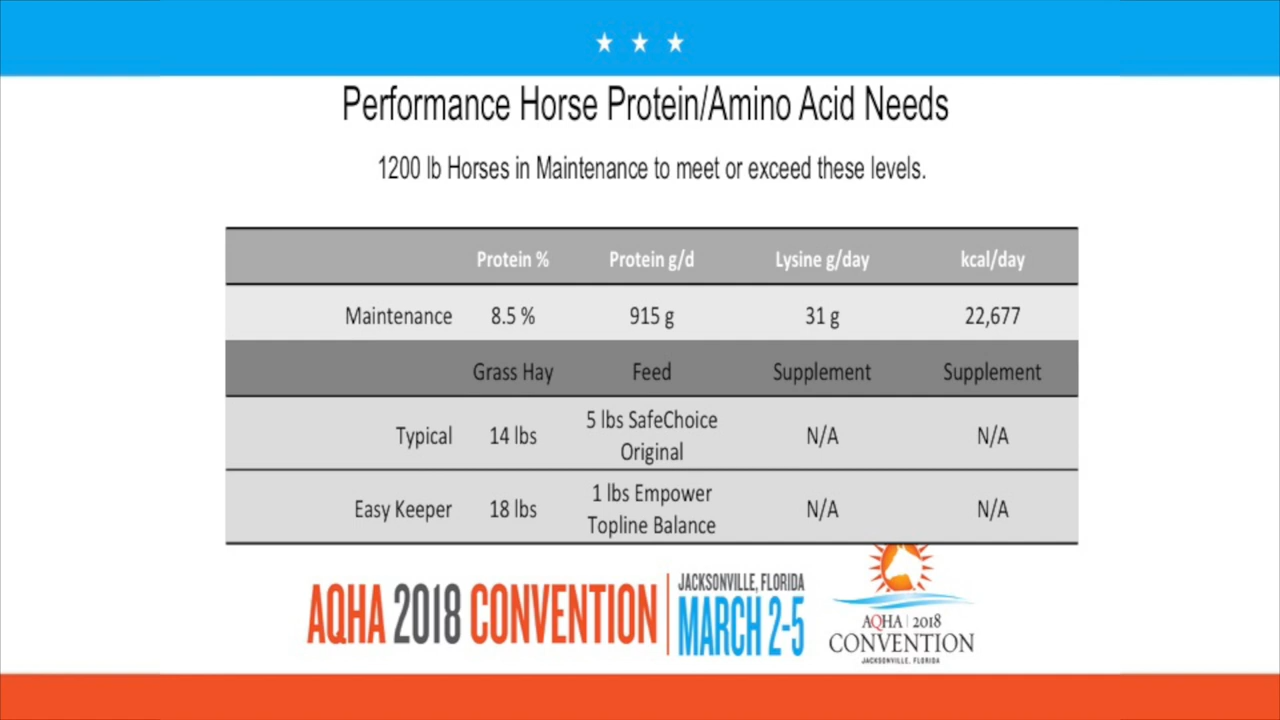 Performance Horse Protein/Amino Acid Needs
1200 lb Horses in Maintenance to meet or exceed these levels.
Protein % Protein g/d Lysine g/day kcal/day
Maintenance 8.5 % 915 g 31 g 22,677
Grass Hay Feed Supplement Supplement
Typical 14 lbs 5 lbs SafeChoice Original N/A N/A
Easy Keeper 18 lbs 1 lbs Empower Topline Balance N/A N/A
AQHA 2018 CONVENTION
JACKSONVILLE, FLORIDA
MARCH 2-5
AQHA | 2018
CONVENTION
JACKSONVILLE, FLORIDA